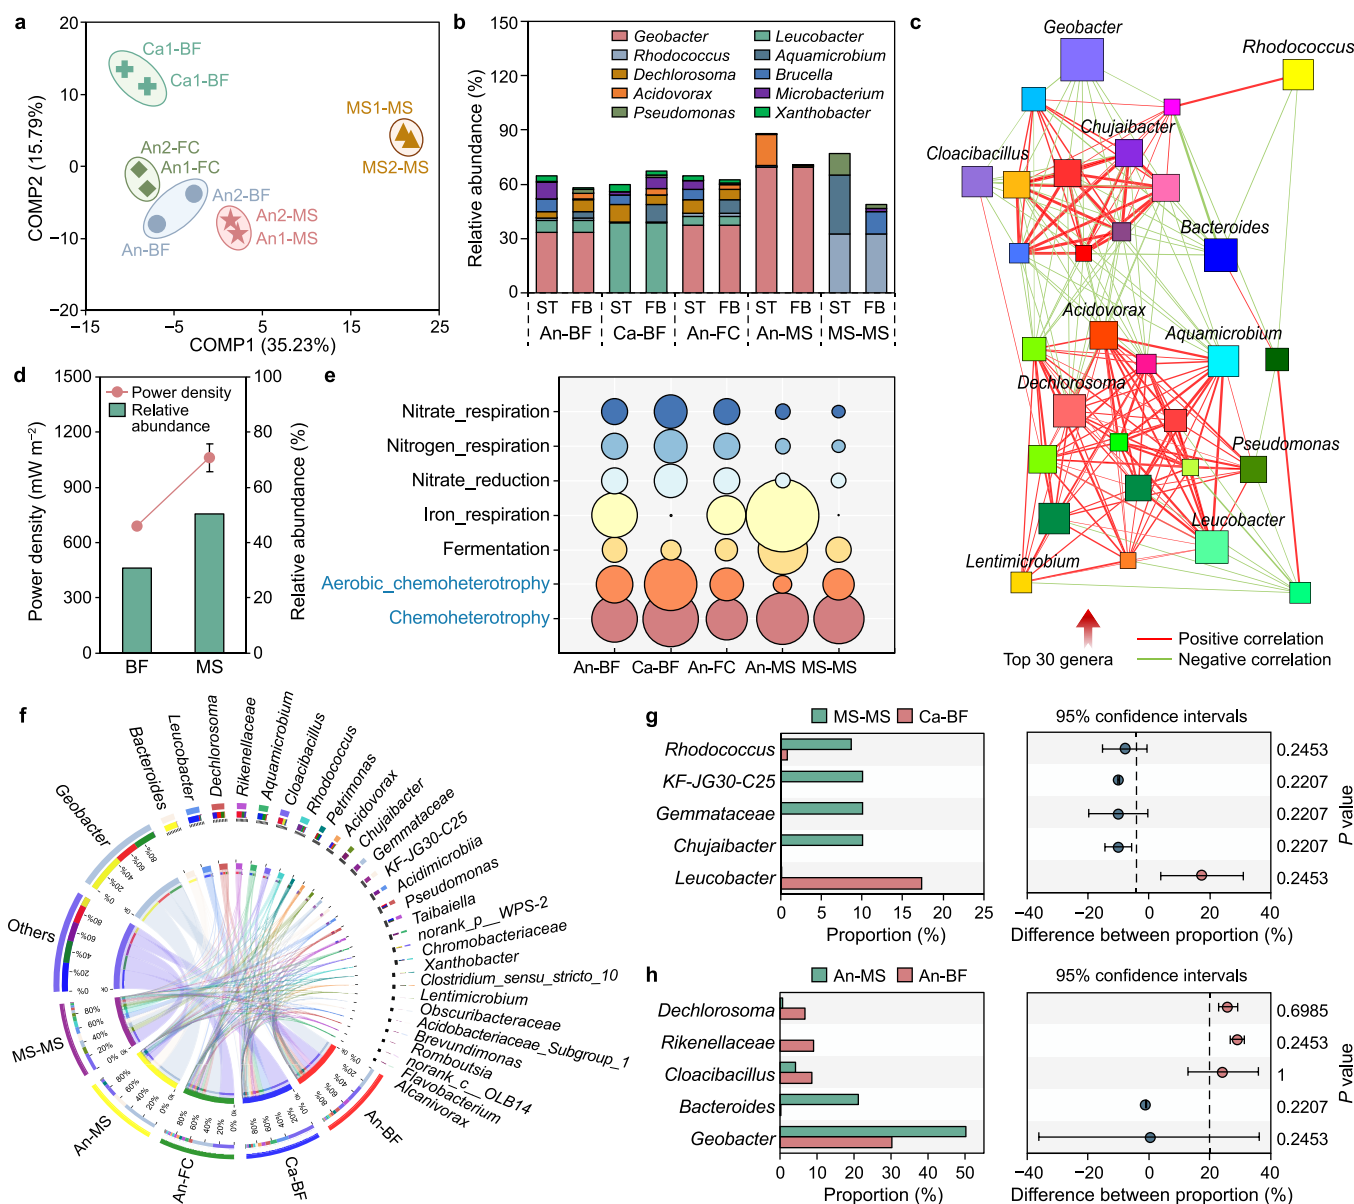 a
20
10
0
−10
−20
−15
−5
5
15
25
COMP2 (15.79%)
COMP1 (35.23%)
Ca1-BF
Ca1-BF
MS1-MS
MS2-MS
An2-FC
An1-FC
An2-BF
An-BF
An2-MS
An1-MS
b
150
120
90
60
30
0
Relative abundance (%)
Geobacter
Rhodococcus
Dechlorosoma
Acidovorax
Pseudomonas
Leucobacter
Aquamicrobium
Brucella
Microbacterium
Xanthobacter
ST FB ST FB ST FB ST FB ST FB
An-BF Ca-BF An-FC An-MS MS-MS
c
Geobacter
Rhodococcus
Chujaibacter
Cloacibacillus
Bacteroides
Acidovorax
Aquamicrobium
Dechlorosoma
Pseudomonas
Leucobacter
Lentimicrobium
Top 30 genera
Positive correlation
Negative correlation
d
1500
1200
900
600
300
0
Power density (mW m−2)
100
80
60
40
20
0
Relative abundance (%)
Power density
Relative
abundance
BF MS
e
Nitrate_respiration
Nitrogen_respiration
Nitrate_reduction
Iron_respiration
Fermentation
Aerobic_chemoheterotrophy
Chemoheterotrophy
An-BF Ca-BF An-FC An-MS MS-MS
f
Others
Geobacter
Bacteroides
Leucobacter
Dechlorosoma
Rikenellaceae
Aquamicrobium
Cloacibacillus
Rhodococcus
Petrimonas
Acidovorax
Chujaibacter
Gemmataceae
KF-JG30-C25
Acidimicrobiia
Pseudomonas
Taibaiella
norank_p__WPS-2
Chromobacteriaceae
Xanthobacter
Clostridium_sensu_stricto_10
Lentimicrobium
Obscuribacteraceae
Acidobacteriaceae_Subgroup_1
Brevundimonas
Romboutsia
norank_c__OLB14
Flavobacterium
Alcanivorax
An-BF
Ca-BF
An-FC
An-MS
MS-MS
g
MS-MS Ca-BF
Rhodococcus
KF-JG30-C25
Gemmataceae
Chujaibacter
Leucobacter
0 5 10 15 20 25
Proportion (%)
95% confidence intervals
0.2453
0.2207
0.2207
0.2207
0.2453
P value
−40 −20 0 20 40
Difference between proportion (%)
h
An-MS An-BF
Dechlorosoma
Rikenellaceae
Cloacibacillus
Bacteroides
Geobacter
0 10 20 30 40 50
Proportion (%)
95% confidence intervals
0.6985
0.2453
1
0.2207
0.2453
P value
−40 −20 0 20 40
Difference between proportion (%)